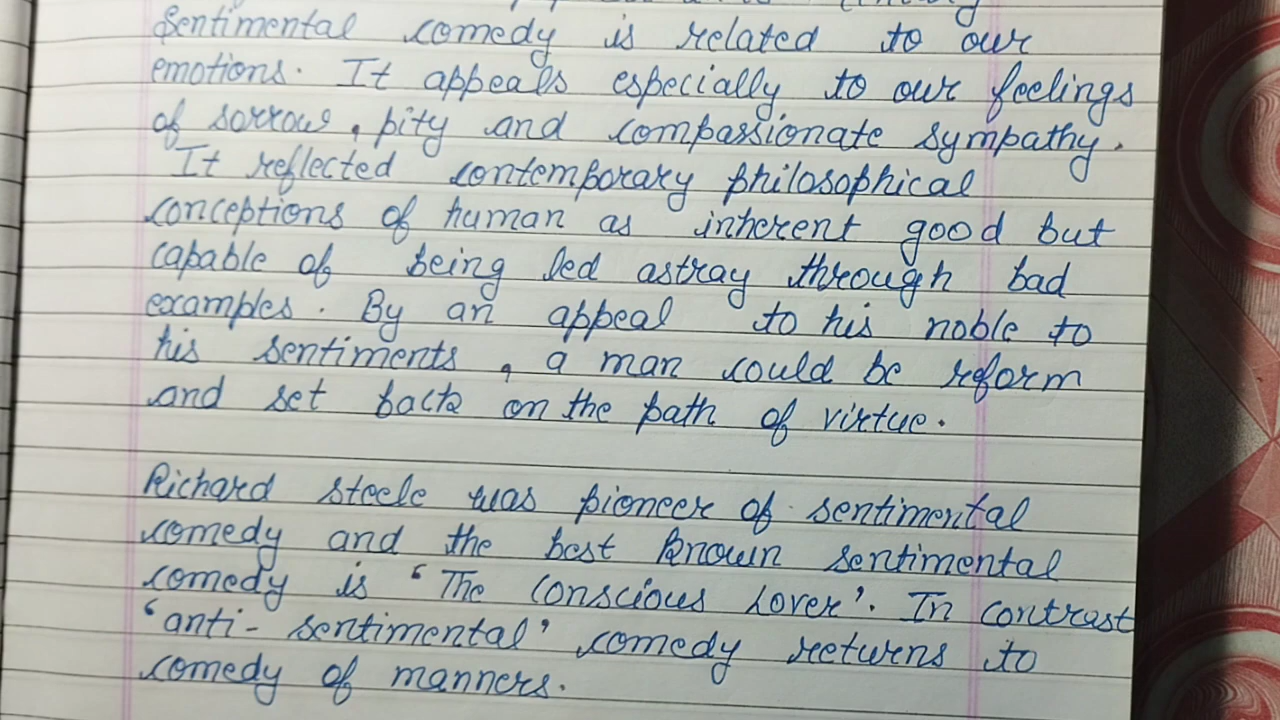 Sentimental comedy is related to our
emotions. It appeals especially to our feelings
of sorrow, pity and compassionate sympathy.
It reflected contemporary philosophical
conceptions of human as inherent good but
capable of being led astray through bad
examples. By an appeal to his noble to
his sentiments, a man could be reform
and set back on the path of virtue.
Richard Steele was pioneer of sentimental
comedy and the best known sentimental
comedy is 'The Conscious Lover'. In contrast
'anti-sentimental' comedy returns to
comedy of manners.